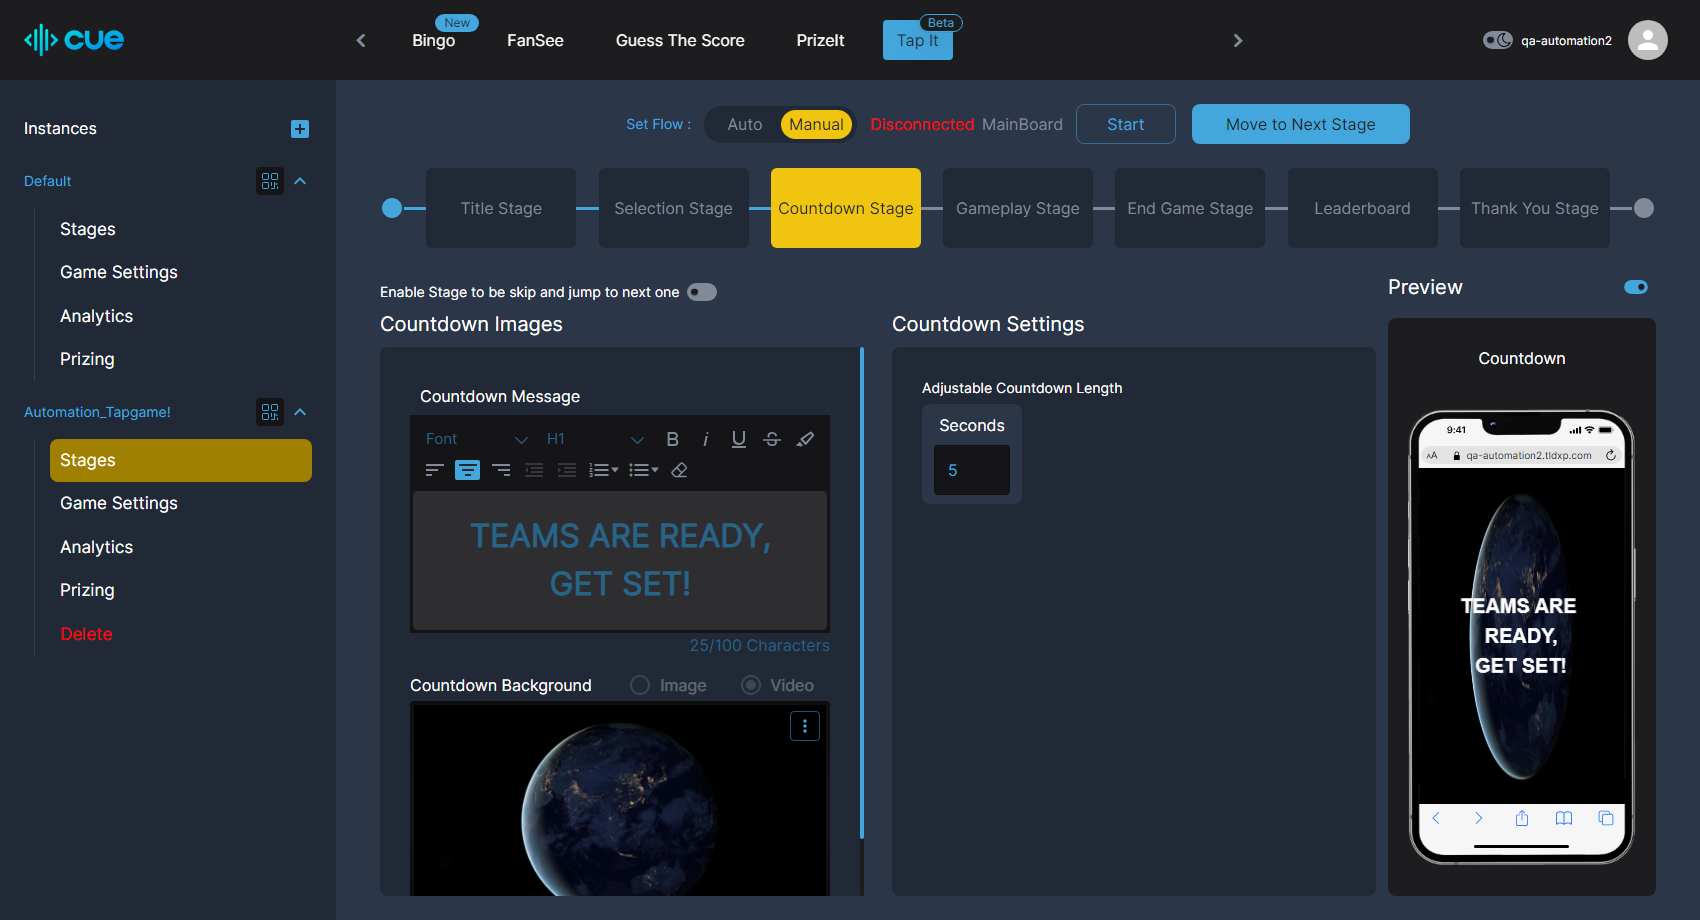 cue
New
Bingo
FanSee
Guess The Score
PrizeIt
Beta
Tap It
qa-automation2
Instances
Default
Stages
Game Settings
Analytics
Prizing
Automation_Tapgame!
Stages
Game Settings
Analytics
Prizing
Delete
Set Flow :
Auto
Manual
Disconnected MainBoard
Start
Move to Next Stage
Title Stage
Selection Stage
Countdown Stage
Gameplay Stage
End Game Stage
Leaderboard
Thank You Stage
Enable Stage to be skip and jump to next one
Countdown Images
Countdown Message
Font
H1
B
i
U
S
TEAMS ARE READY,
GET SET!
25/100 Characters
Countdown Background
Image
Video
Countdown Settings
Adjustable Countdown Length
Seconds
5
Preview
Countdown
9:41
AA
qa-automation2.tldxp.com
TEAMS ARE
READY,
GET SET!